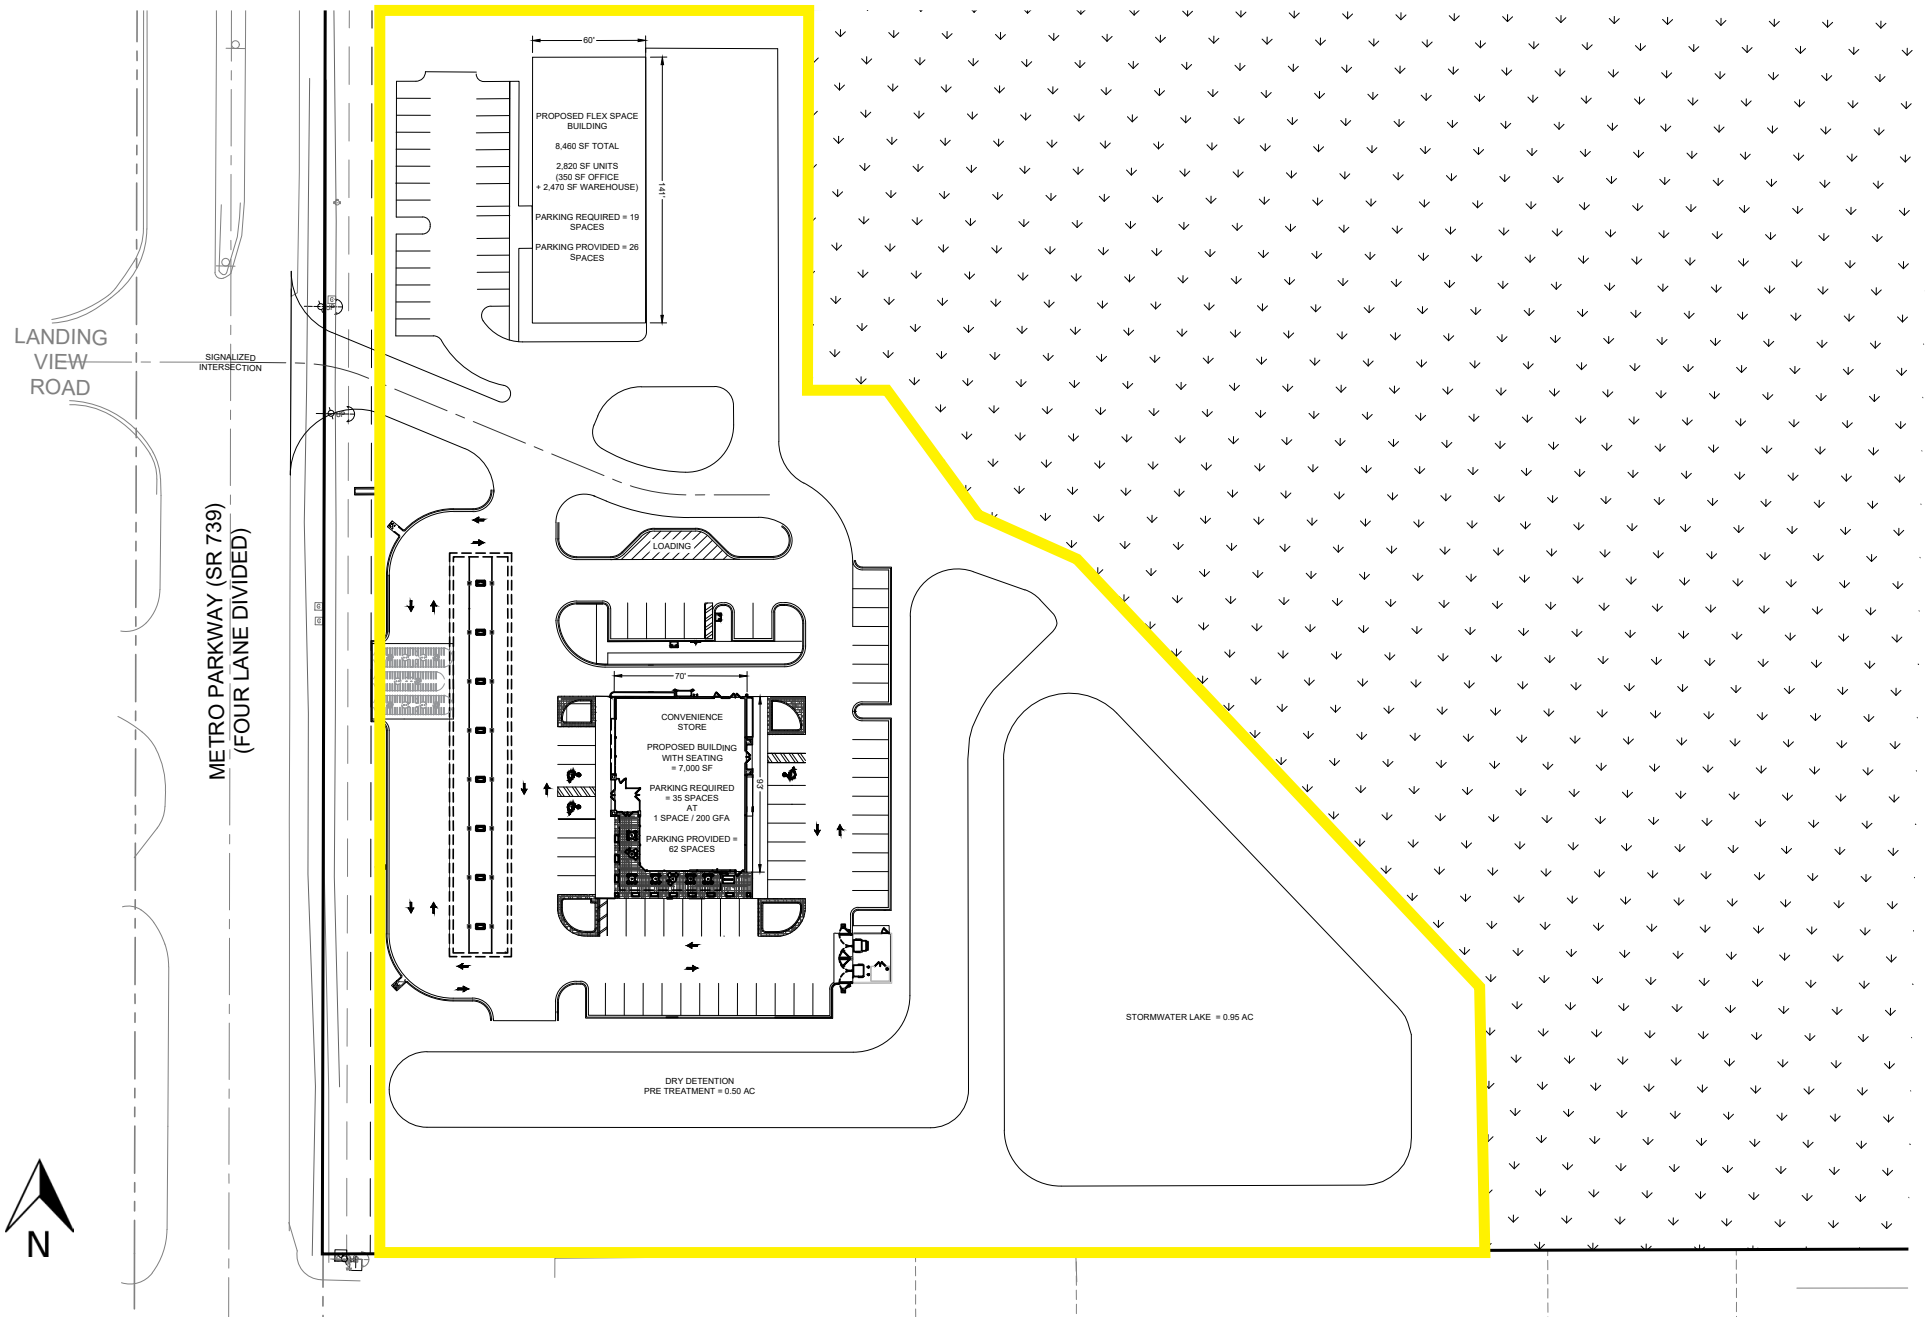 60'
PROPOSED FLEX SPACE
BUILDING
8,460 SF TOTAL
2,820 SF UNITS
(350 SF OFFICE
+ 2,470 SF WAREHOUSE)
PARKING REQUIRED = 19
SPACES
PARKING PROVIDED = 26
SPACES
141'
LANDING
VIEW
ROAD
SIGNALIZED
INTERSECTION
METRO PARKWAY (SR 739)
(FOUR LANE DIVIDED)
LOADING
70'
CONVENIENCE
STORE
PROPOSED BUILDING
WITH SEATING
= 7,000 SF
PARKING REQUIRED
= 35 SPACES
AT
1 SPACE / 200 GFA
PARKING PROVIDED =
62 SPACES
93'
STORMWATER LAKE = 0.95 AC
DRY DETENTION
PRE TREATMENT = 0.50 AC
N